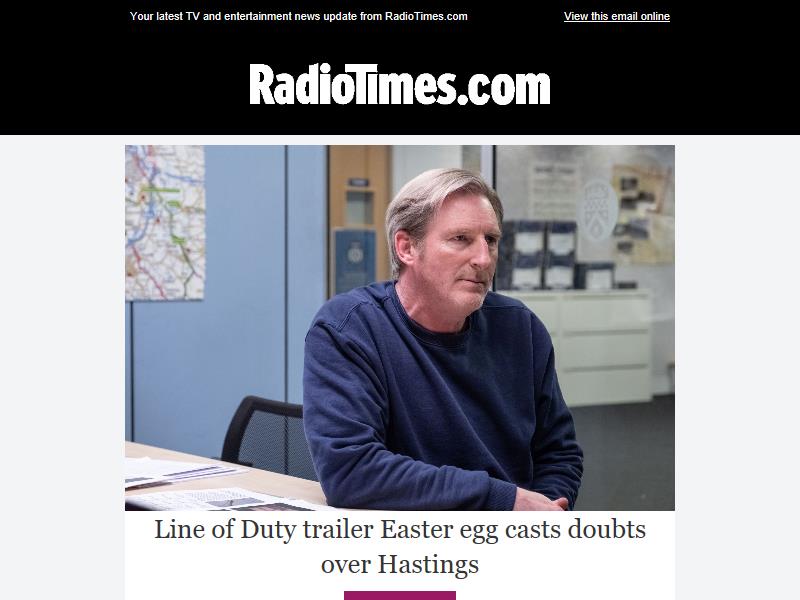 Your latest TV and entertainment news update from RadioTimes.com
View this email online
RadioTimes.com
Line of Duty trailer Easter egg casts doubts
over Hastings